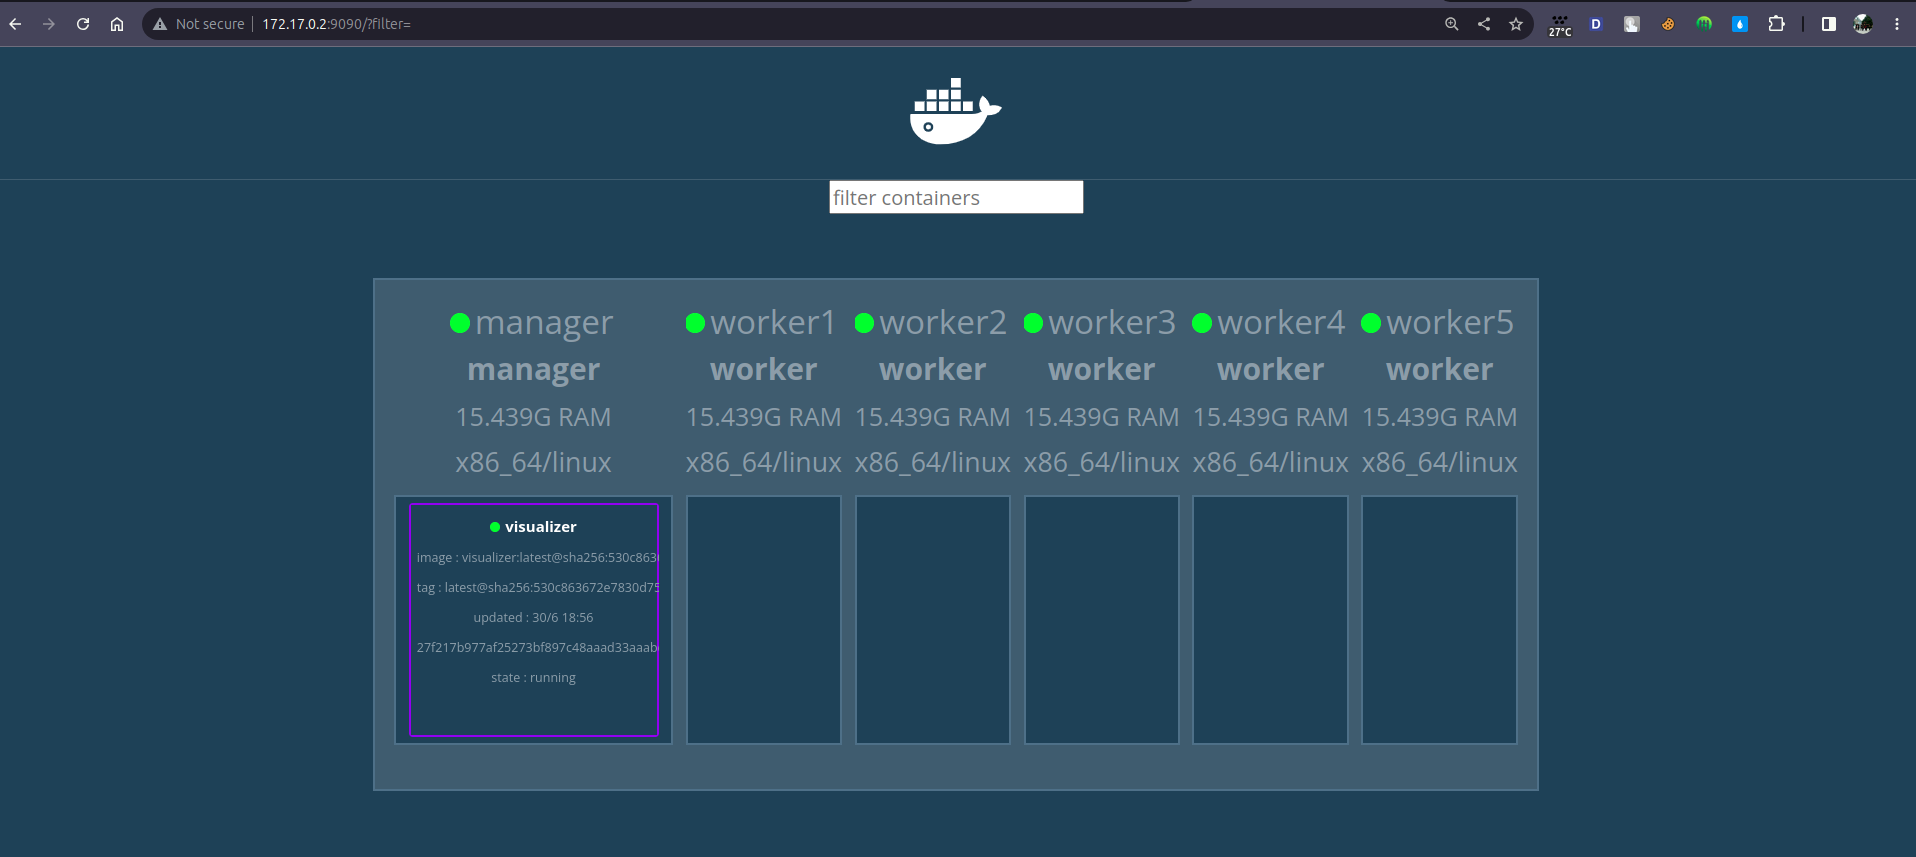 Not secure 172.17.0.2:9090/?filter=
27°C
D
filter containers
manager worker1 worker2 worker3 worker4 worker5
manager worker worker worker worker worker
15.439G RAM 15.439G RAM 15.439G RAM 15.439G RAM 15.439G RAM 15.439G RAM
x86_64/linux x86_64/linux x86_64/linux x86_64/linux x86_64/linux x86_64/linux
visualizer
image : visualizer:latest@sha256:530c863
tag : latest@sha256:530c863672e7830d75
updated : 30/6 18:56
27f217b977af25273bf897c48aaad33aaab
state : running